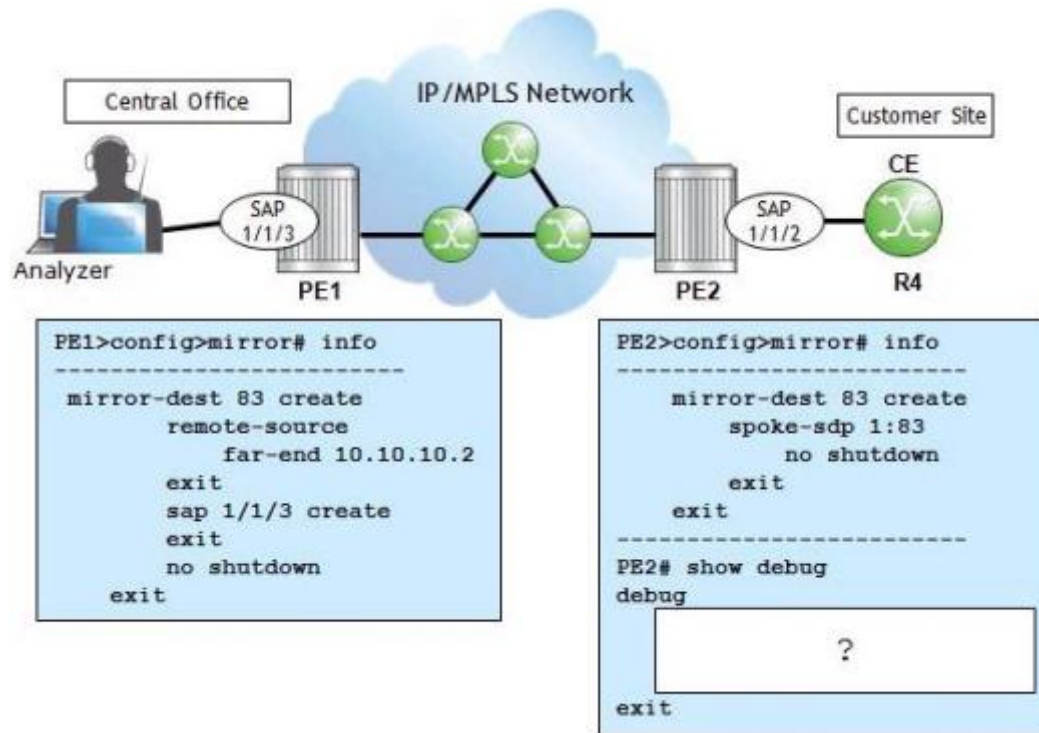 Central Office
IP/MPLS Network
Customer Site
CE
SAP
1/1/3
SAP
1/1/2
Analyzer
PE1
PE2
R4
PE1>config>mirror# info
--------------------------
mirror-dest 83 create
remote-source
far-end 10.10.10.2
exit
sap 1/1/3 create
exit
no shutdown
exit
PE2>config>mirror# info
--------------------------
mirror-dest 83 create
spoke-sdp 1:83
no shutdown
exit
exit
--------------------------
PE2# show debug
debug
?
exit